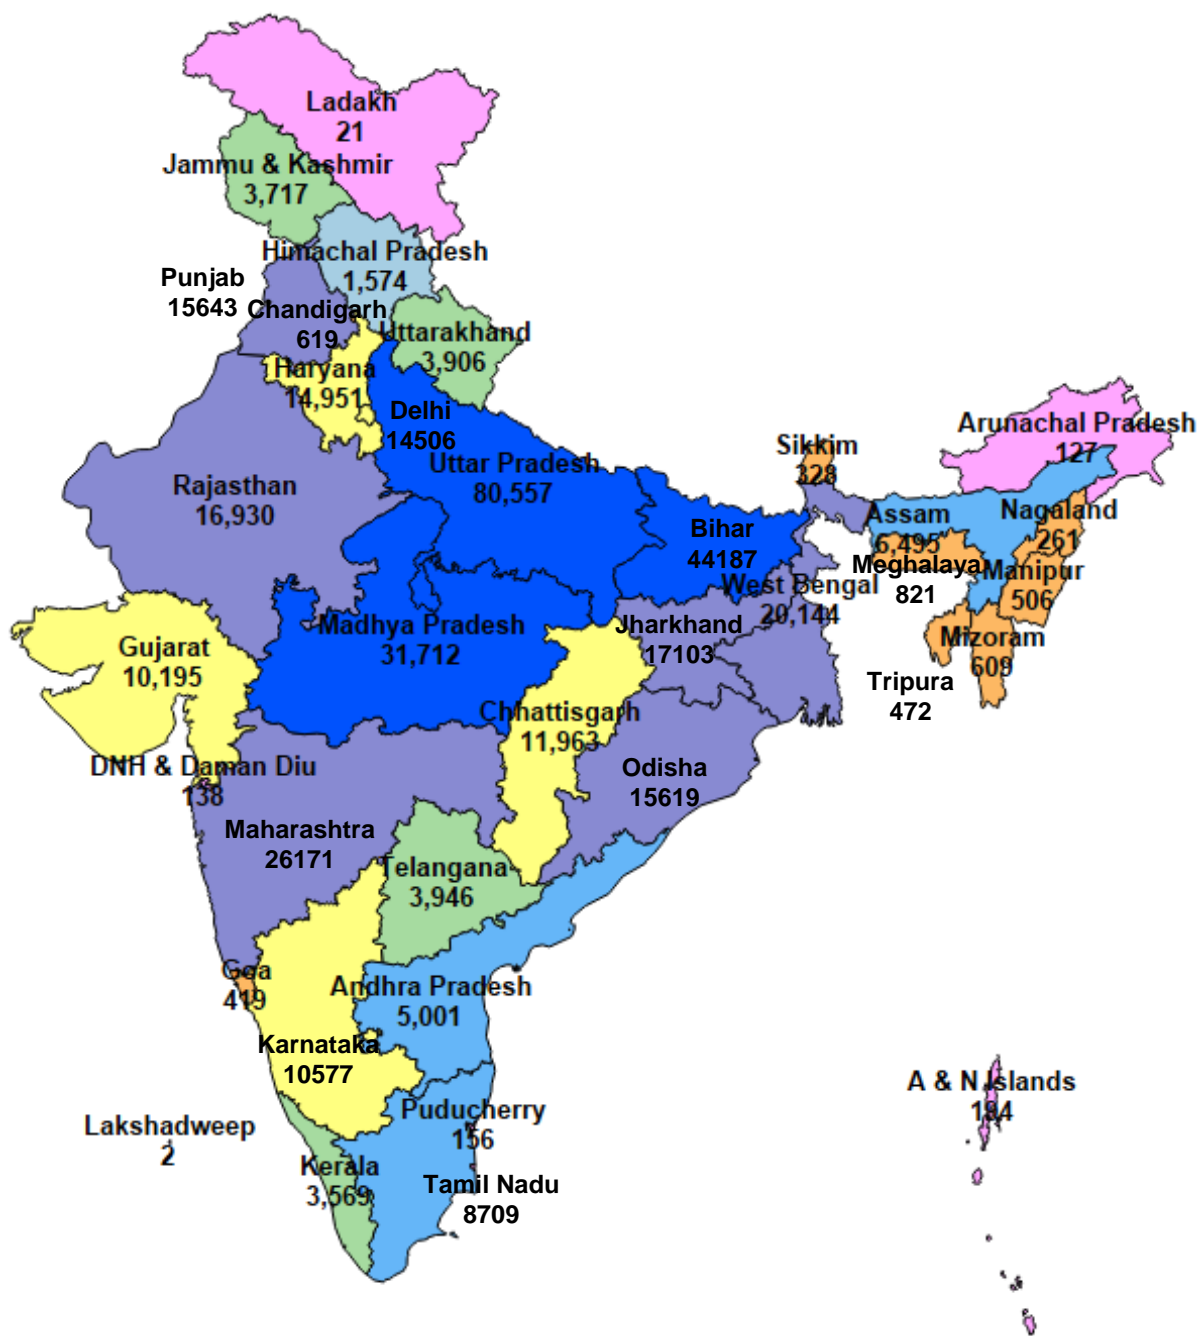 Ladakh
21
Jammu & Kashmir
3,717
Himachal Pradesh
1,574
Punjab
15643
Chandigarh
619
Uttarakhand
3,906
Haryana
14,951
Delhi
14506
Uttar Pradesh
80,557
Rajasthan
16,930
Bihar
44187
Sikkim
328
Arunachal Pradesh
127
Assam
6,495
Nagaland
261
Meghalaya
821
Manipur
506
West Bengal
20,144
Mizoram
609
Tripura
472
Jharkhand
17103
Madhya Pradesh
31,712
Gujarat
10,195
Chhattisgarh
11,963
DNH & Daman Diu
138
Odisha
15619
Maharashtra
26171
Telangana
3,946
Goa
419
Andhra Pradesh
5,001
Karnataka
10577
A & N Islands
Puducherry
156
Lakshadweep
2
Kerala
3,569
Tamil Nadu
8709